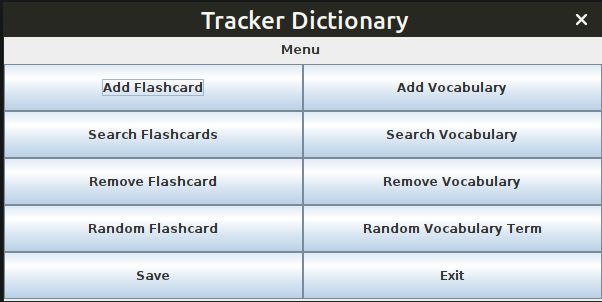 Tracker Dictionary
Menu
Add Flashcard
Add Vocabulary
Search Flashcards
Search Vocabulary
Remove Flashcard
Remove Vocabulary
Random Flashcard
Random Vocabulary Term
Save
Exit